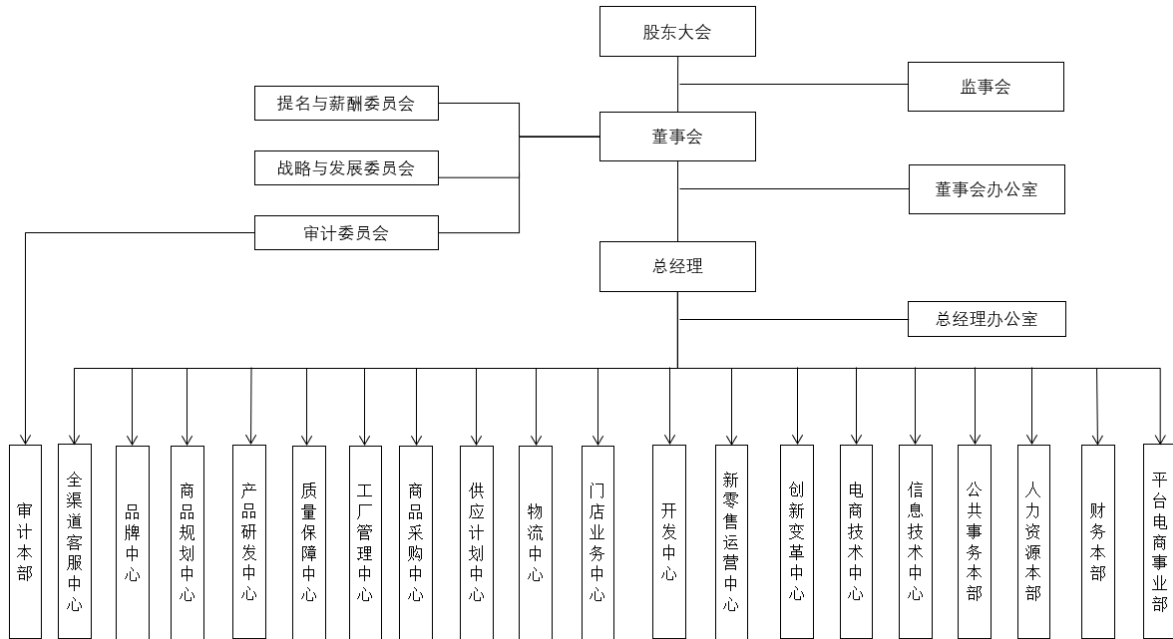 股东大会
监事会
提名与薪酬委员会
董事会
战略与发展委员会
董事会办公室
审计委员会
总经理
总经理办公室
审计本部
全渠道客服中心
品牌中心
商品规划中心
产品研发中心
质量保障中心
工厂管理中心
商品采购中心
供应计划中心
物流中心
门店业务中心
开发中心
新零售运营中心
创新变革中心
电商技术中心
信息技术中心
公共事务本部
人力资源本部
财务本部
平台电商事业部